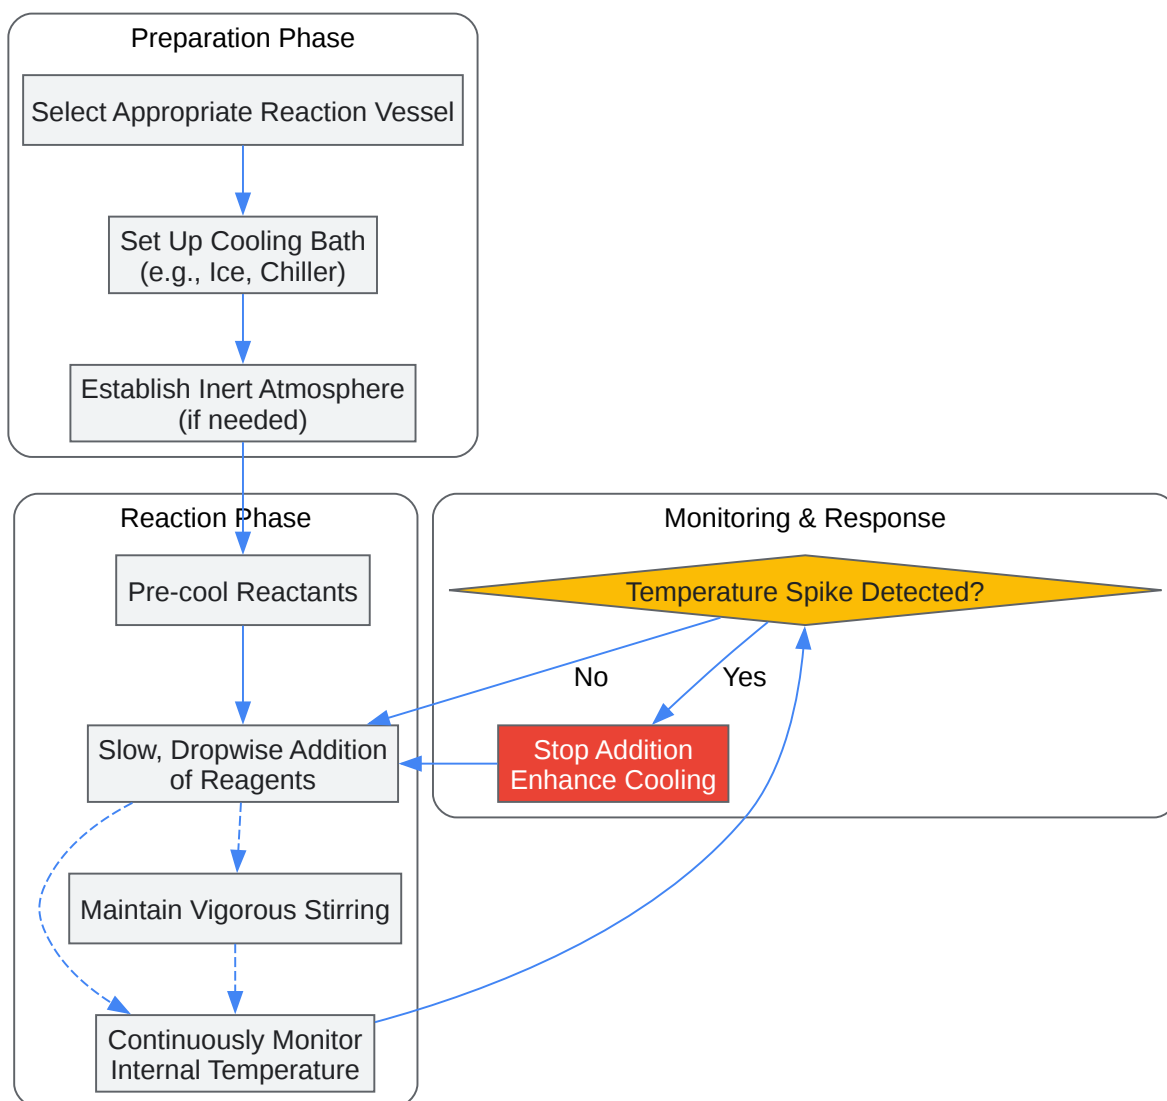 Preparation Phase
Select Appropriate Reaction Vessel
Set Up Cooling Bath
(e.g., Ice, Chiller)
Establish Inert Atmosphere
(if needed)
Reaction Phase
Pre-cool Reactants
Slow, Dropwise Addition
of Reagents
Maintain Vigorous Stirring
Continuously Monitor
Internal Temperature
Monitoring & Response
Temperature Spike Detected?
No
Yes
Stop Addition
Enhance Cooling